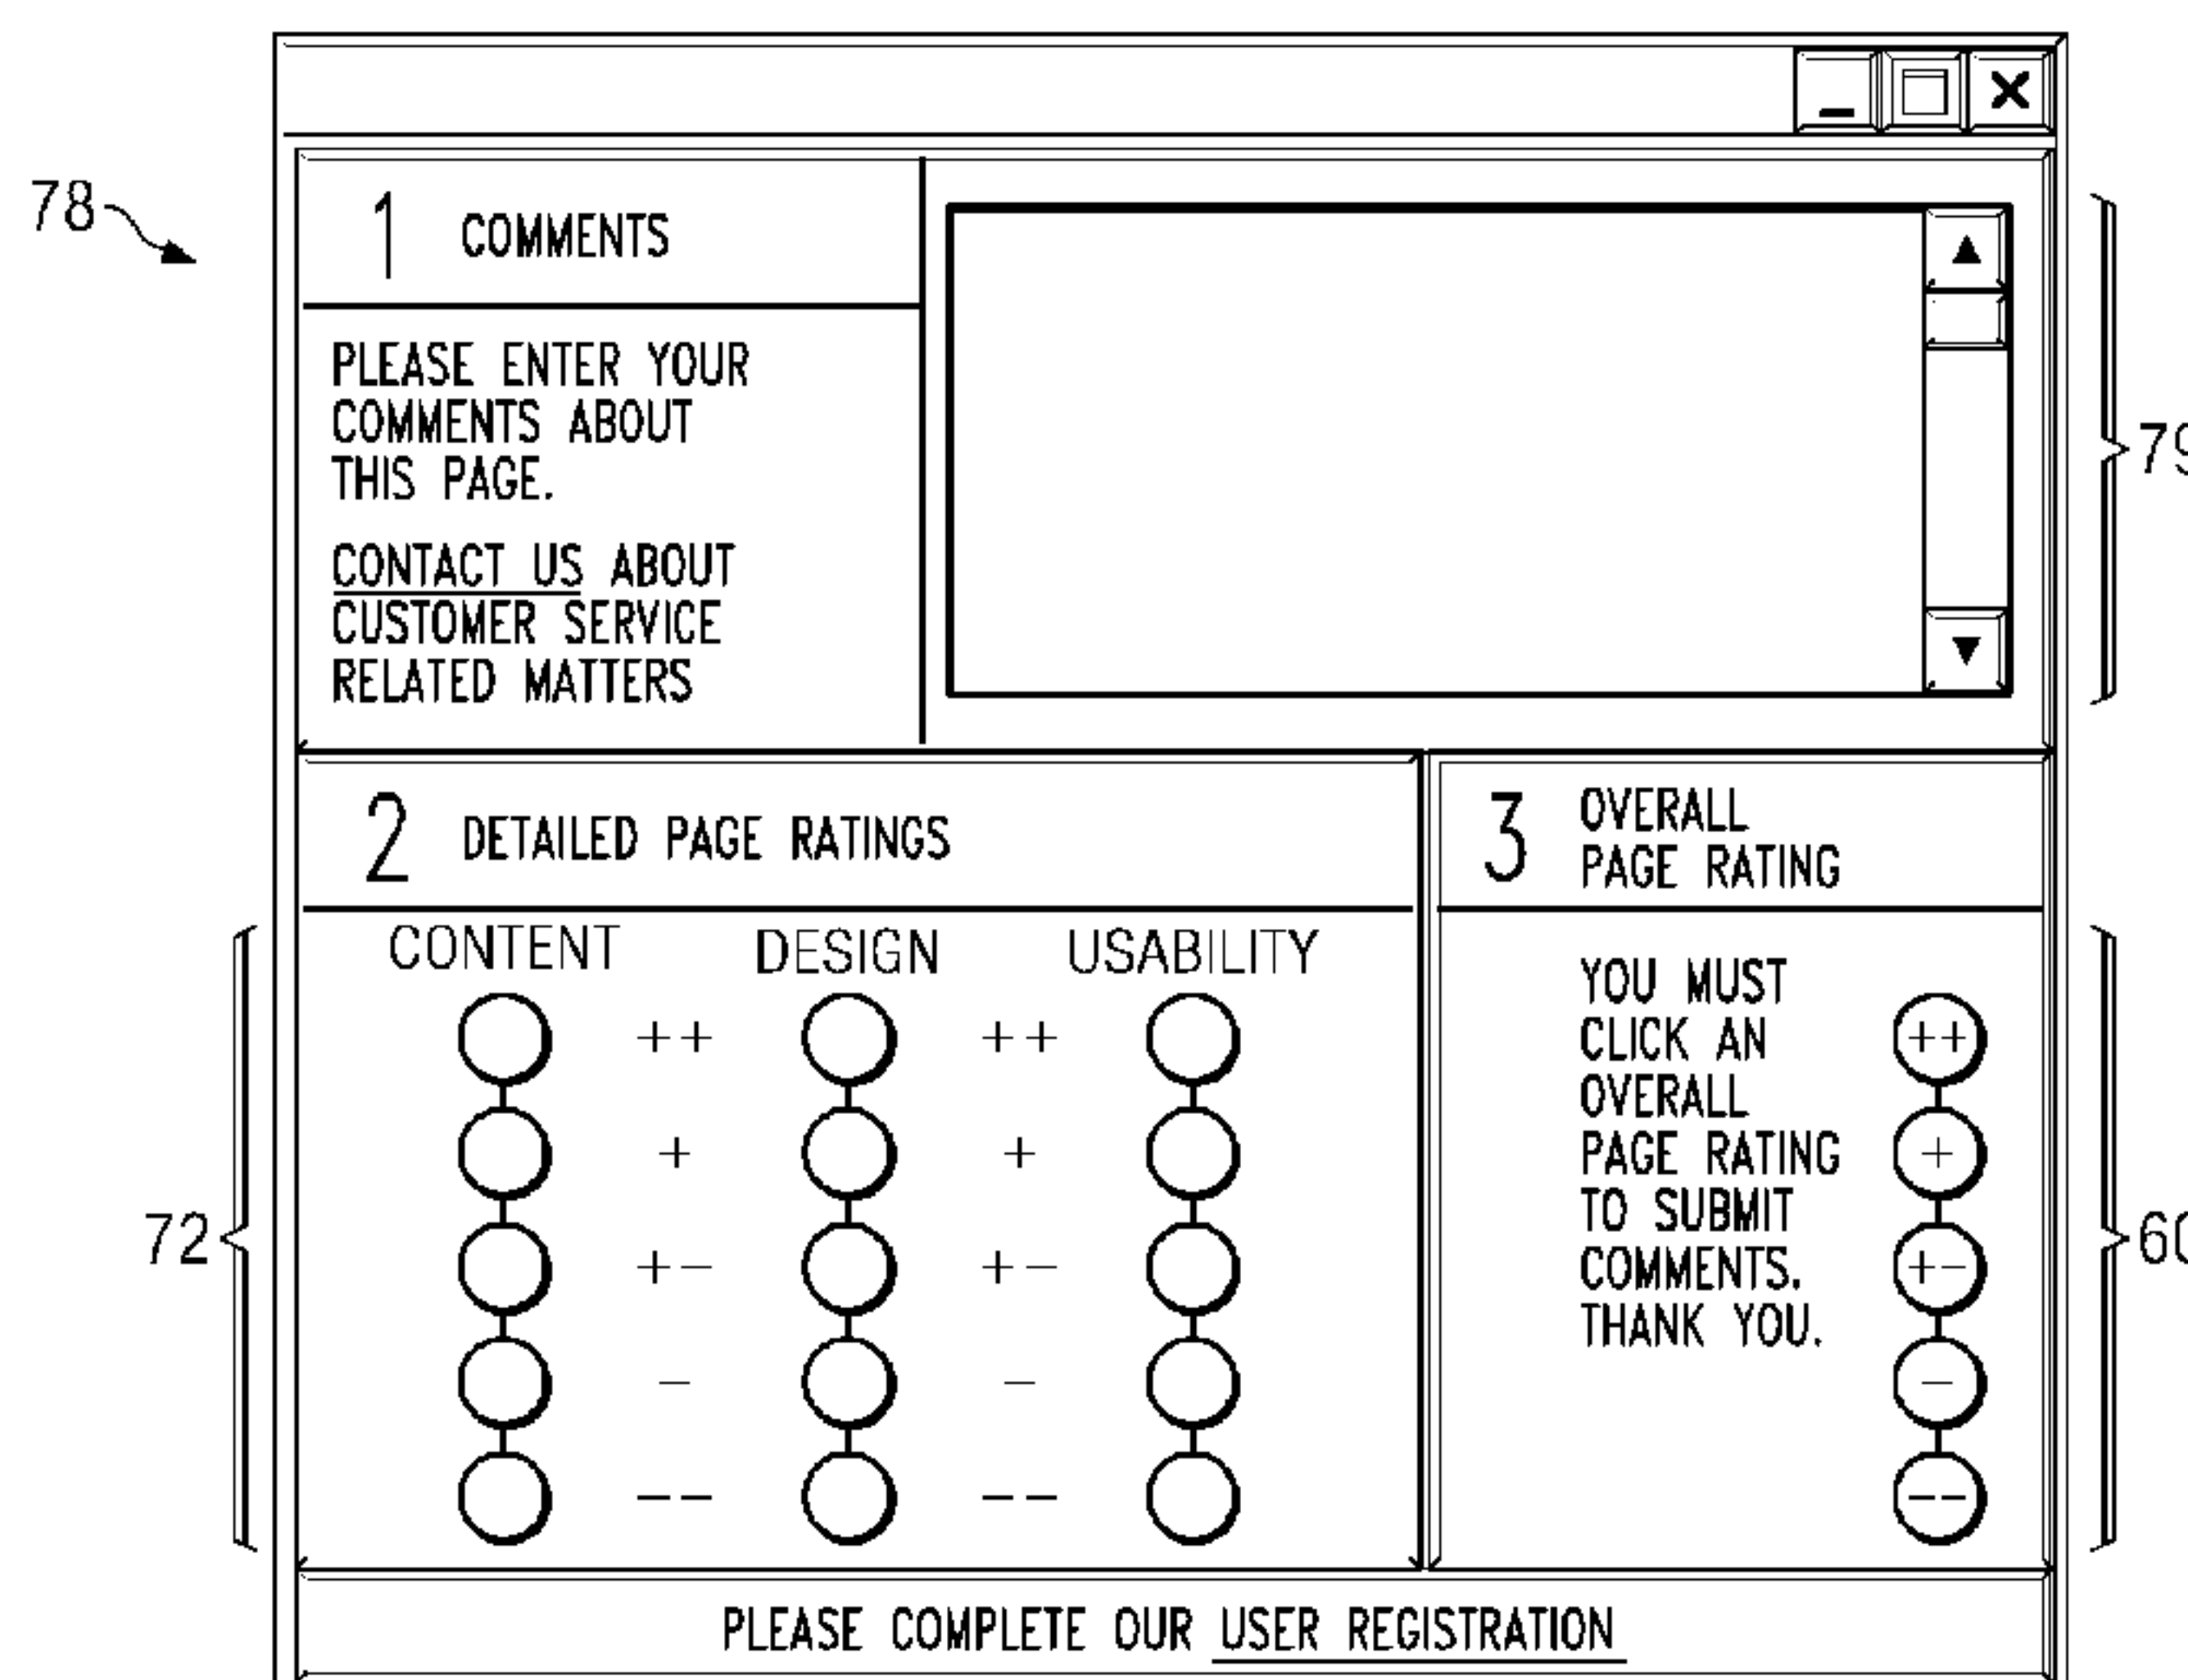 78
1 COMMENTS
PLEASE ENTER YOUR
COMMENTS ABOUT
THIS PAGE.
CONTACT US ABOUT
CUSTOMER SERVICE
RELATED MATTERS
79
2 DETAILED PAGE RATINGS
3 OVERALL
PAGE RATING
72
CONTENT DESIGN USABILITY
++ ++
+ +
+- +-
- -
-- --
YOU MUST
CLICK AN
OVERALL
PAGE RATING
TO SUBMIT
COMMENTS.
THANK YOU.
++
+
+-
-
--
60
PLEASE COMPLETE OUR USER REGISTRATION